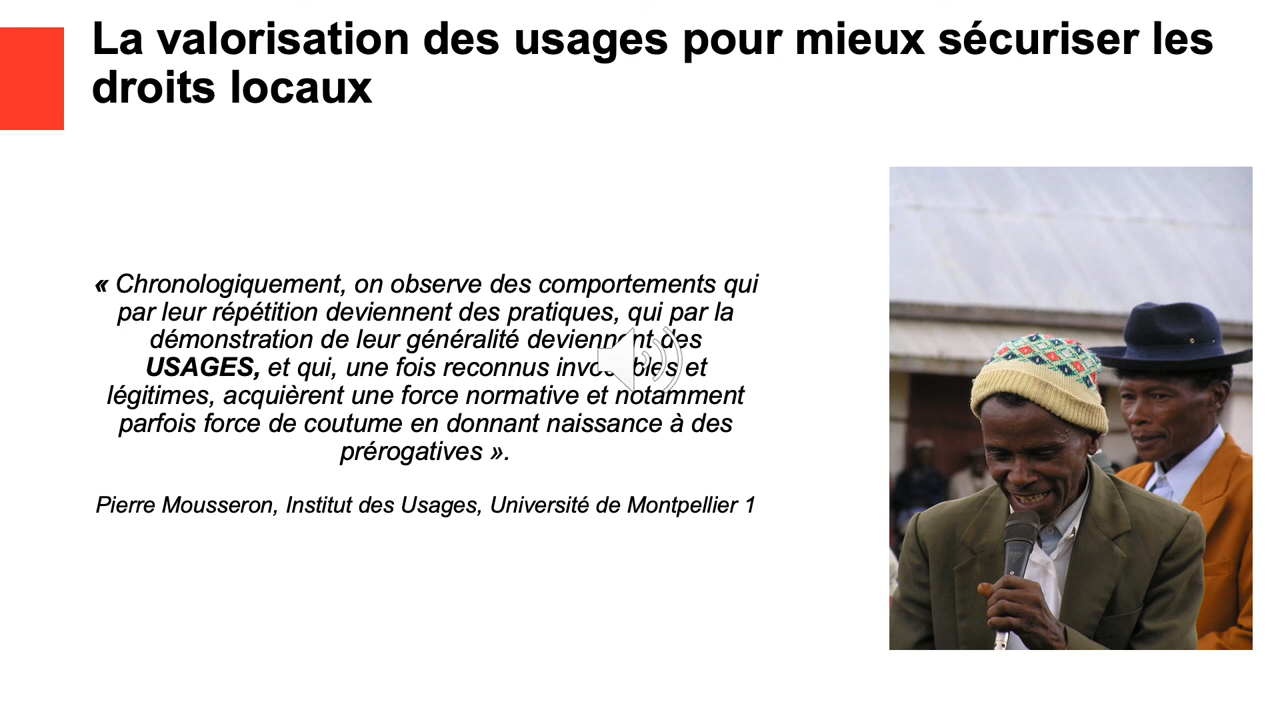 La valorisation des usages pour mieux sécuriser les
droits locaux
« Chronologiquement, on observe des comportements qui
par leur répétition deviennent des pratiques, qui par la
démonstration de leur généralité deviennent des
USAGES, et qui, une fois reconnus invocables et
légitimes, acquièrent une force normative et notamment
parfois force de coutume en donnant naissance à des
prérogatives ».
Pierre Mousseron, Institut des Usages, Université de Montpellier 1